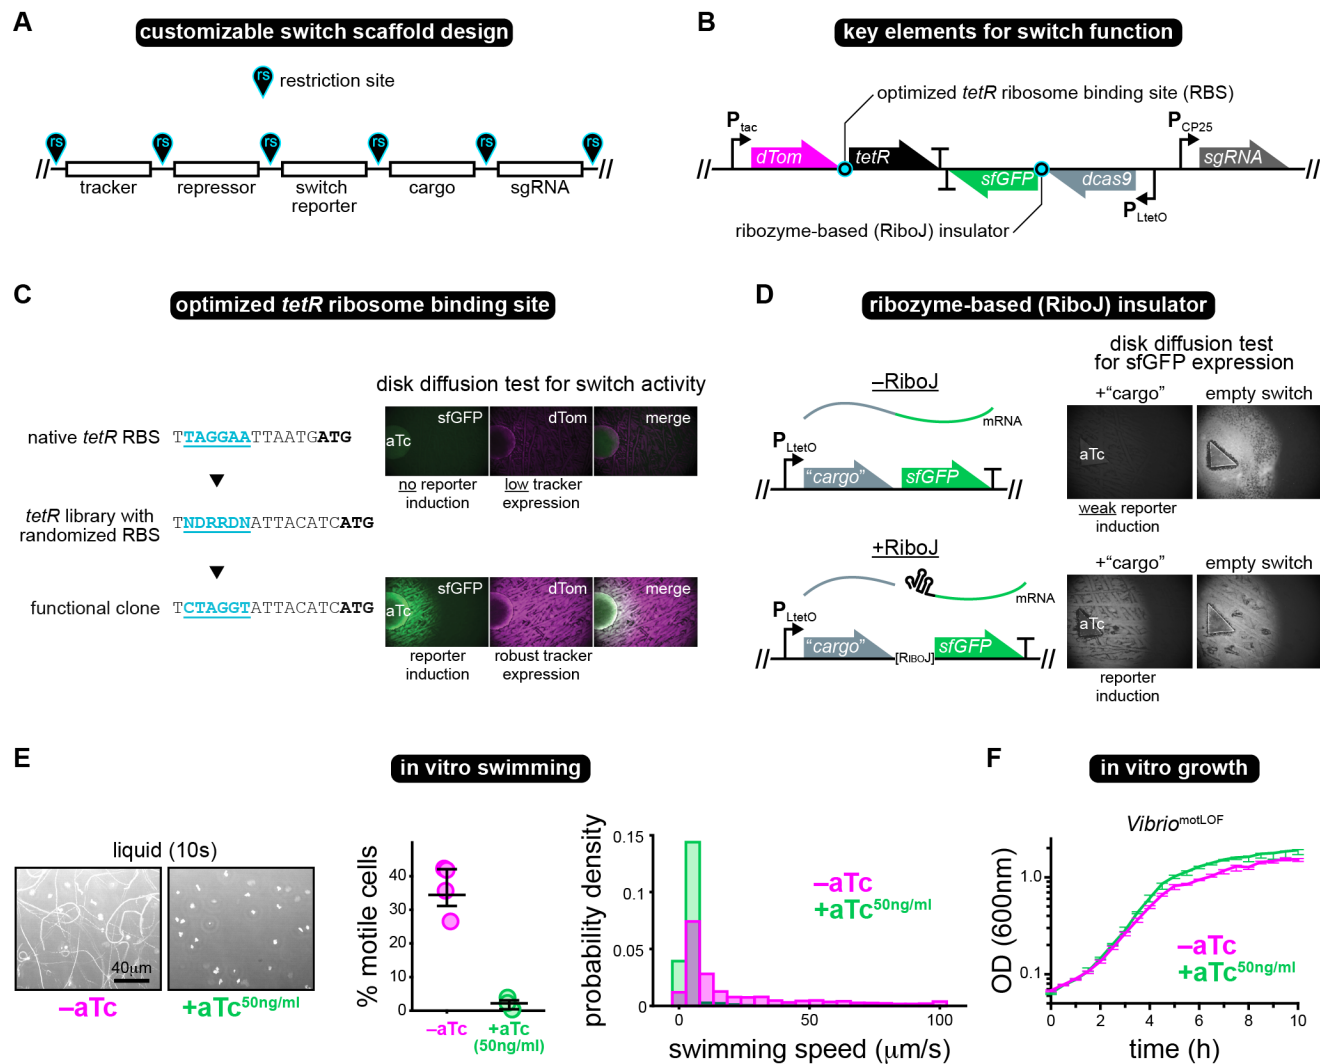 A
customizable switch scaffold design
rs
restriction site
rs rs rs rs rs rs
// //
tracker repressor switch reporter cargo sgRNA
B
key elements for switch function
optimized tetR ribosome binding site (RBS)
Ptac
PCP25
dTom tetR sfGFP dcas9 sgRNA
// //
PLtetO
ribozyme-based (RiboJ) insulator
C
optimized tetR ribosome binding site
disk diffusion test for switch activity
native tetR RBS
TTAGGAATTAATGATG
sfGFP dTom merge
aTc
no reporter induction
low tracker expression
tetR library with
randomized RBS
TNDRRDNATTACATCATG
functional clone
TCTAGGTATTACATCATG
sfGFP dTom merge
aTc
reporter induction
robust tracker expression
D
ribozyme-based (RiboJ) insulator
disk diffusion test
for sfGFP expression
–RiboJ
+“cargo” empty switch
mRNA
PLtetO
aTc
// “cargo” sfGFP //
weak reporter
induction
+RiboJ
+“cargo” empty switch
mRNA
PLtetO
aTc
// “cargo” [RIBOJ] sfGFP //
reporter
induction
E
in vitro swimming
liquid (10s)
40µm
–aTc +aTc50ng/ml
% motile cells
40
30
20
10
0
–aTc +aTc
(50ng/ml)
probability density
0.15
0.1
0.05
0
–aTc
+aTc50ng/ml
0 50 100
swimming speed (µm/s)
F
in vitro growth
VibriomotLOF
OD (600nm)
1.0
0.1
–aTc
+aTc50ng/ml
0 2 4 6 8 10
time (h)